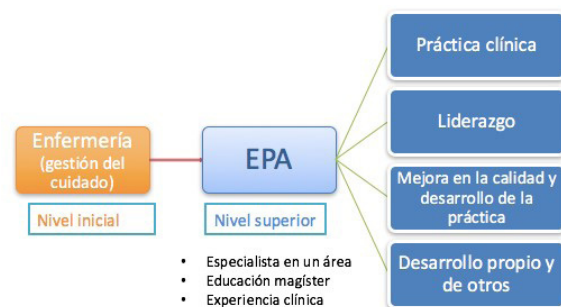 Enfermería
(gestión del
cuidado)
Nivel inicial
EPA
Nivel superior
• Especialista en un área
• Educación magíster
• Experiencia clínica
Práctica clínica
Liderazgo
Mejora en la calidad y
desarrollo de la
práctica
Desarrollo propio y
de otros